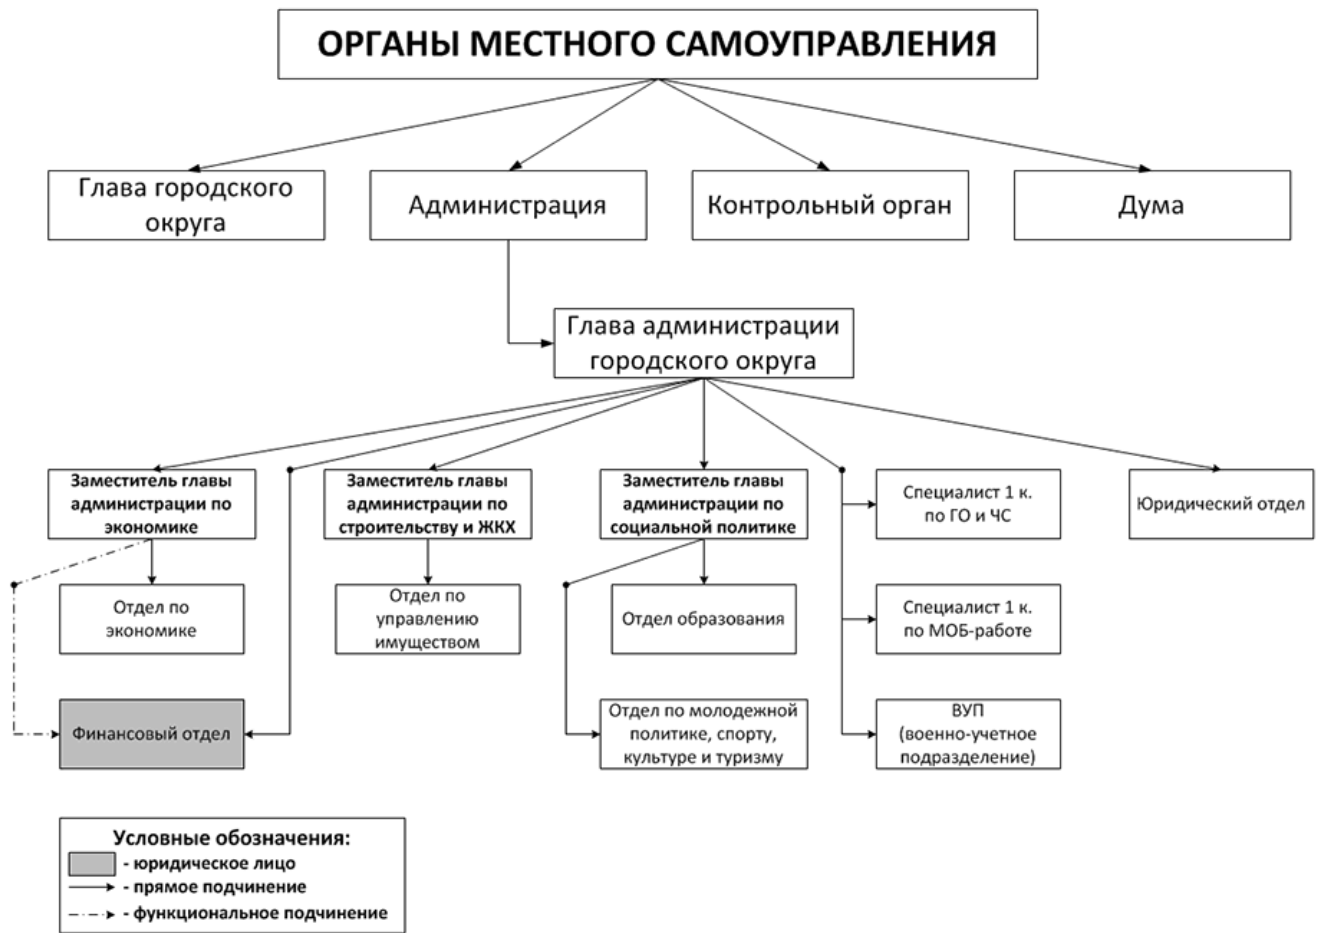 ОРГАНЫ МЕСТНОГО САМОУПРАВЛЕНИЯ
Глава городского
округа
Администрация
Контрольный орган
Дума
Глава администрации
городского округа
Заместитель главы
администрации по
экономике
Заместитель главы
администрации по
строительству и ЖКХ
Заместитель главы
администрации по
социальной политике
Специалист 1 к.
по ГО и ЧС
Юридический отдел
Отдел по
экономике
Отдел по
управлению
имуществом
Отдел образования
Специалист 1 к.
по МОБ-работе
Финансовый отдел
Отдел по молодежной
политике, спорту,
культуре и туризму
ВУП
(военно-учетное
подразделение)
Условные обозначения:
- юридическое лицо
- прямое подчинение
- функциональное подчинение